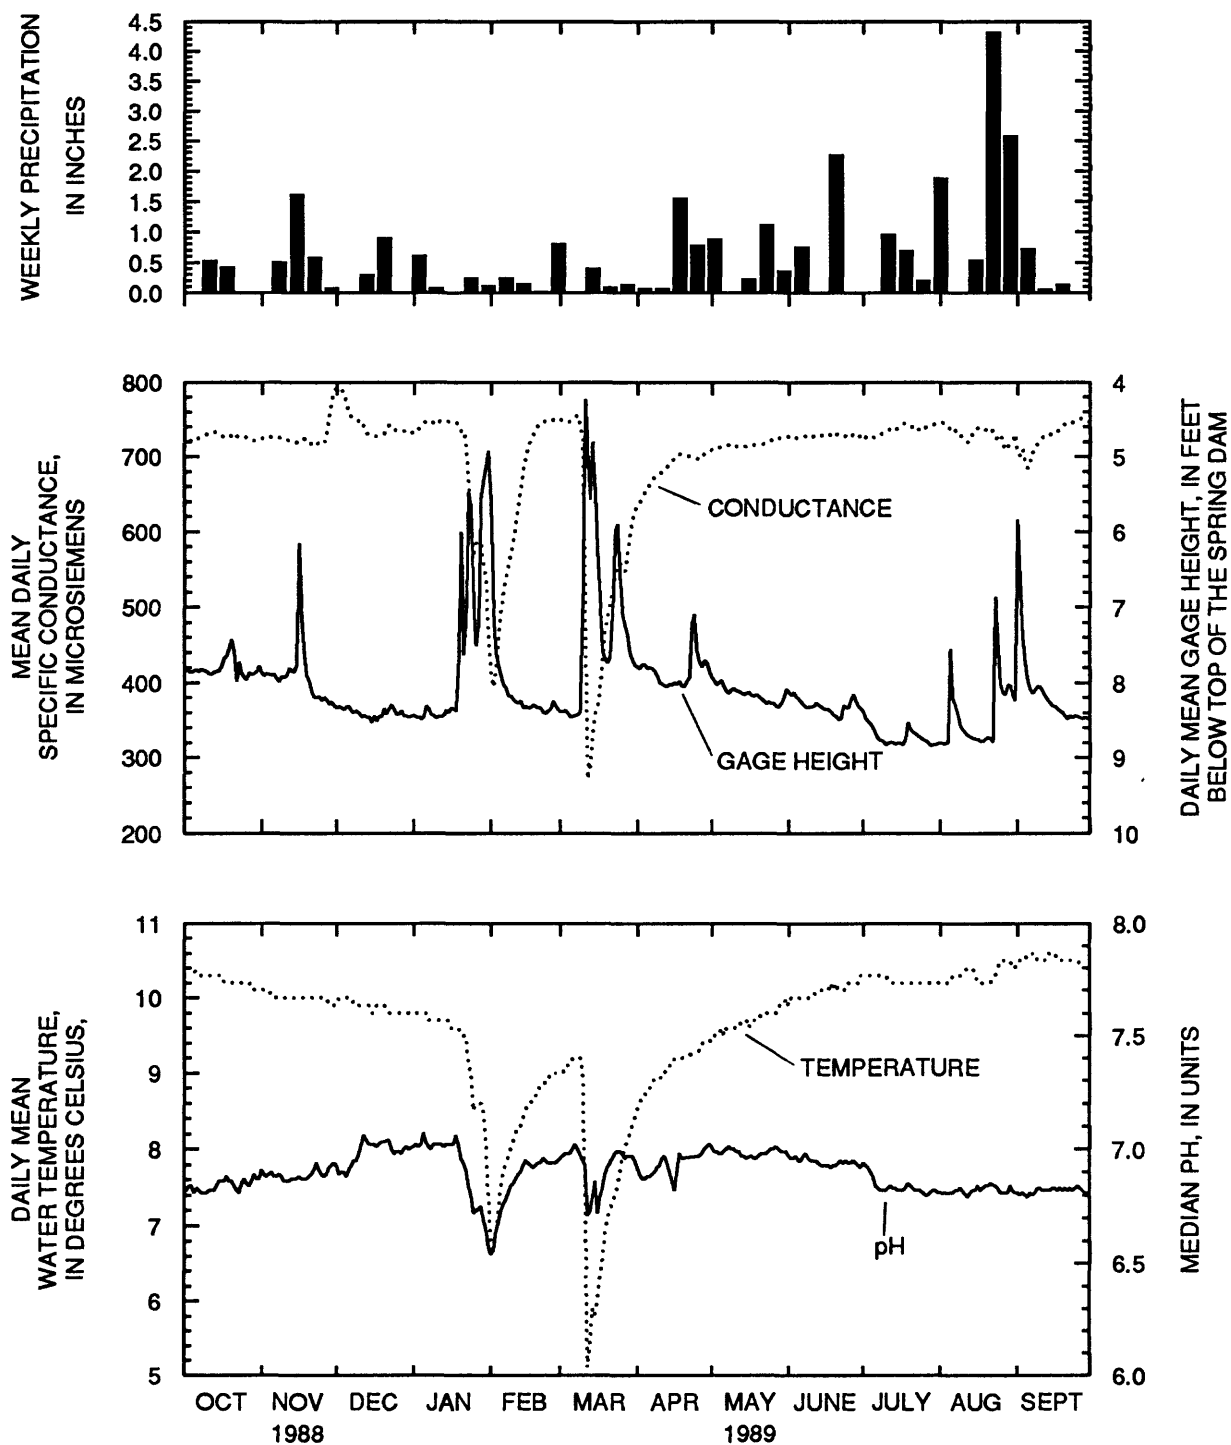 WEEKLY PRECIPITATION
IN INCHES
4.5
4.0
3.5
3.0
2.5
2.0
1.5
1.0
0.5
0.0
MEAN DAILY
SPECIFIC CONDUCTANCE,
IN MICROSIEMENS
800
700
600
500
400
300
200
CONDUCTANCE
GAGE HEIGHT
4
5
6
7
8
9
10
DAILY MEAN GAGE HEIGHT, IN FEET
BELOW TOP OF THE SPRING DAM
DAILY MEAN
WATER TEMPERATURE,
IN DEGREES CELSIUS,
11
10
9
8
7
6
5
TEMPERATURE
pH
8.0
7.5
7.0
6.5
6.0
MEDIAN PH, IN UNITS
OCT NOV DEC JAN FEB MAR APR MAY JUNE JULY AUG SEPT
1988 1989